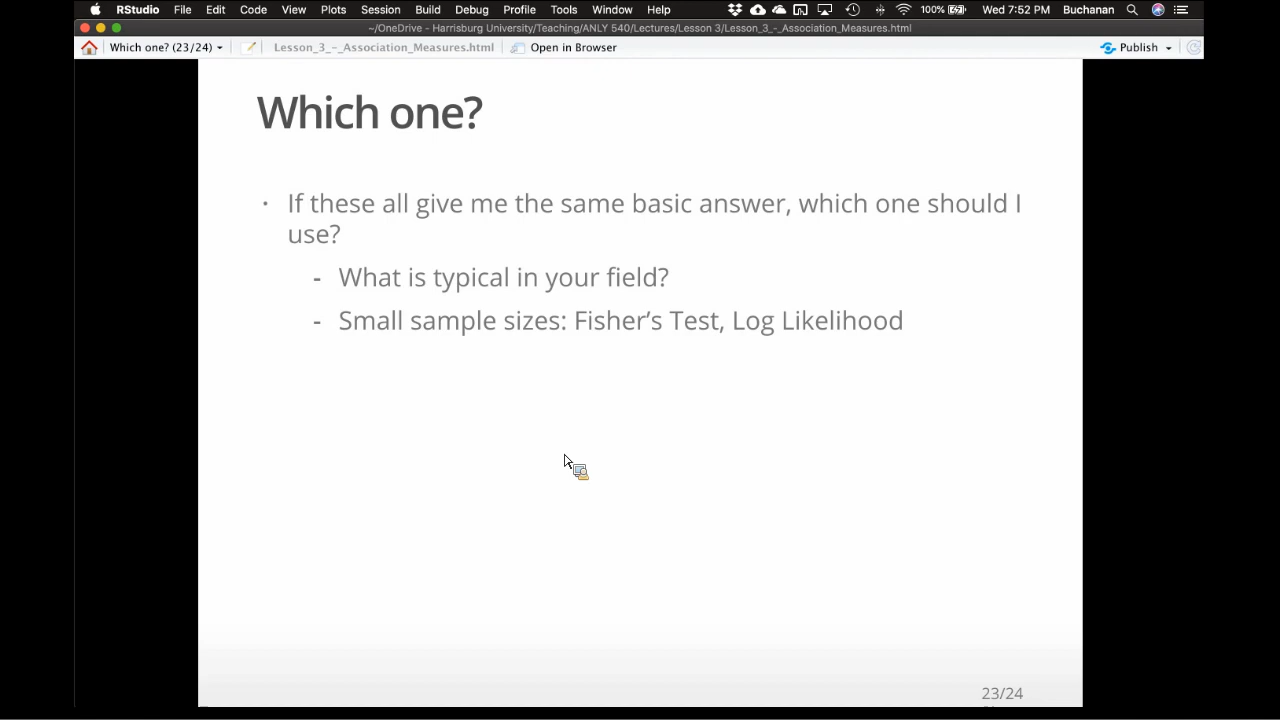 RStudio File Edit Code View Plots Session Build Debug Profile Tools Window Help 100% Wed 7:52 PM Buchanan
~/OneDrive - Harrisburg University/Teaching/ANLY 540/Lectures/Lesson 3/Lesson_3_-_Association_Measures.html
Which one? (23/24) Lesson_3_-_Association_Measures.html Open in Browser Publish
Which one?
· If these all give me the same basic answer, which one should I
use?
- What is typical in your field?
- Small sample sizes: Fisher’s Test, Log Likelihood
23/24